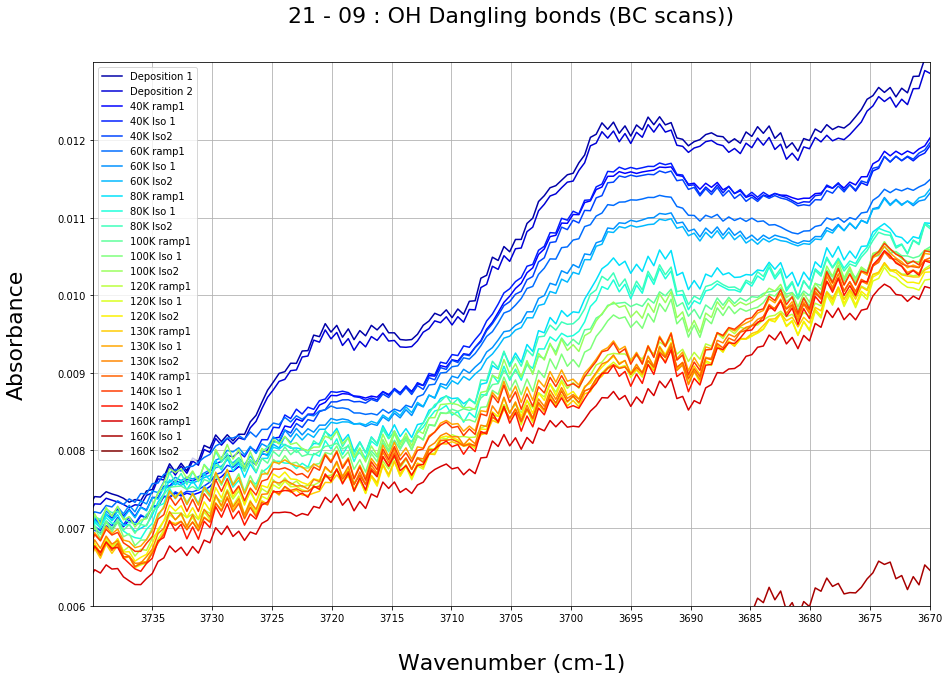 21 - 09 : OH Dangling bonds (BC scans))
Deposition 1
Deposition 2
40K ramp1
40K Iso 1
40K Iso2
60K ramp1
60K Iso 1
60K Iso2
80K ramp1
80K Iso 1
80K Iso2
100K ramp1
100K Iso 1
100K Iso2
120K ramp1
120K Iso 1
120K Iso2
130K ramp1
130K Iso 1
130K Iso2
140K ramp1
140K Iso 1
140K Iso2
160K ramp1
160K Iso 1
160K Iso2
0.012
0.011
0.010
0.009
0.008
0.007
0.006
Absorbance
3735 3730 3725 3720 3715 3710 3705 3700 3695 3690 3685 3680 3675 3670
Wavenumber (cm-1)